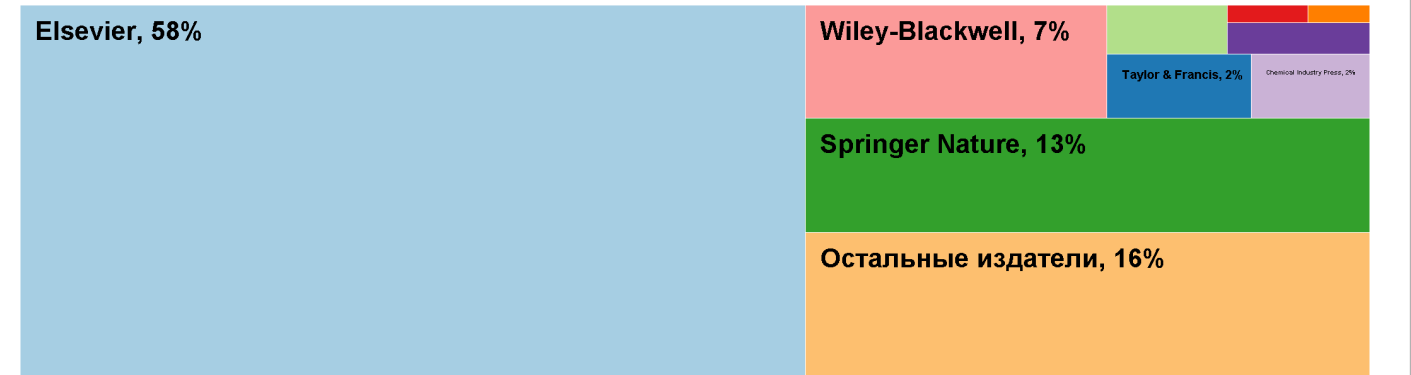 Elsevier, 58%
Wiley-Blackwell, 7%
Taylor & Francis, 2%
Chemical Industry Press, 2%
Springer Nature, 13%
Остальные издатели, 16%